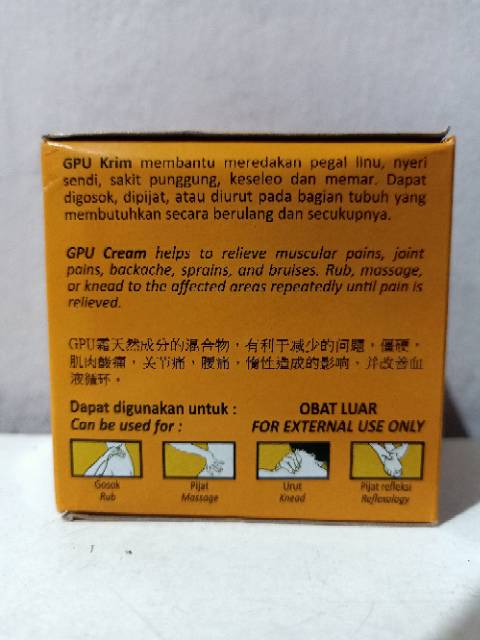 GPU Krim membantu meredakan pegal linu, nyeri
sendi, sakit punggung, keseleo dan memar. Dapat
digosok, dipijat, atau diurut pada bagian tubuh yang
membutuhkan secara berulang dan secukupnya.
GPU Cream helps to relieve muscular pains, joint
pains, backache, sprains, and bruises. Rub, massage,
or knead to the affected areas repeatedly until pain is
relieved.
GPU霜天然成分的混合物，有利于减少的问题，僵硬，
肌肉酸痛，关节痛，腰痛，惰性造成的影响、并改善血
液循环。
Dapat digunakan untuk :
Can be used for :
OBAT LUAR
FOR EXTERNAL USE ONLY
Gosok
Rub
Pijat
Massage
Urut
Knead
Pijat refleksi
Reflexology